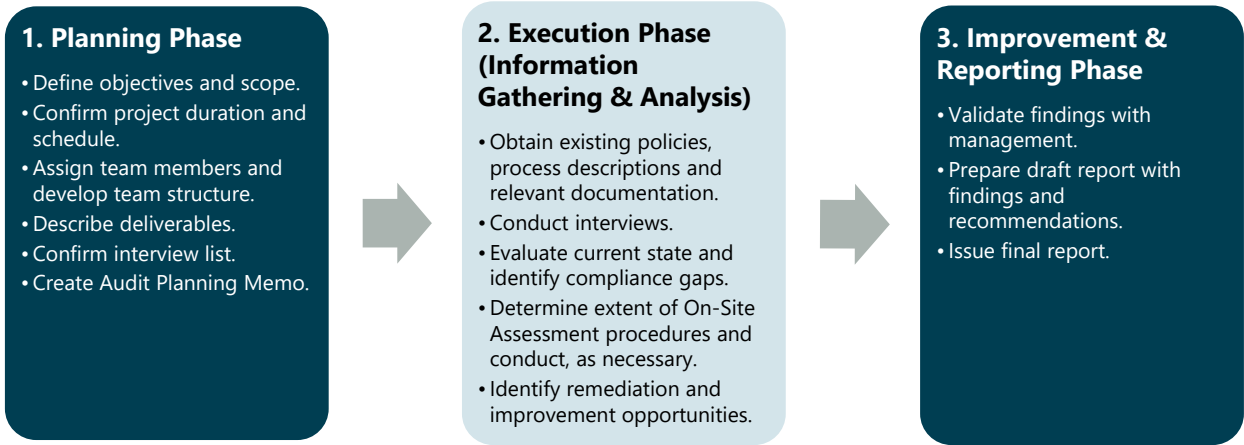 1. Planning Phase
• Define objectives and scope.
• Confirm project duration and
schedule.
• Assign team members and
develop team structure.
• Describe deliverables.
• Confirm interview list.
• Create Audit Planning Memo.
2. Execution Phase
(Information
Gathering & Analysis)
• Obtain existing policies,
process descriptions and
relevant documentation.
• Conduct interviews.
• Evaluate current state and
identify compliance gaps.
• Determine extent of On-Site
Assessment procedures and
conduct, as necessary.
• Identify remediation and
improvement opportunities.
3. Improvement &
Reporting Phase
• Validate findings with
management.
• Prepare draft report with
findings and
recommendations.
• Issue final report.